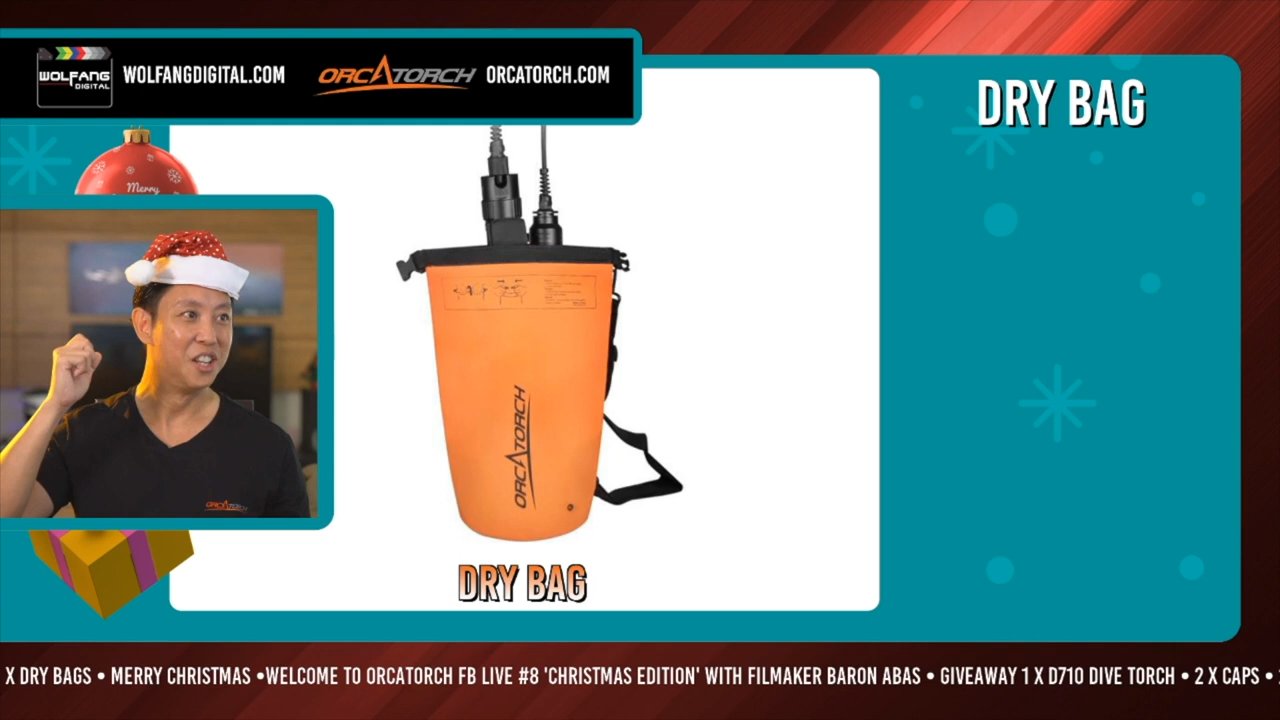 WOLFANG
DIGITAL
WOLFANGDIGITAL.COM
ORCATORCH
ORCATORCH.COM
DRY BAG
Merry
ORCATORCH
ORCATORCH
DRY BAG
X DRY BAGS • MERRY CHRISTMAS •WELCOME TO ORCATORCH FB LIVE #8 'CHRISTMAS EDITION' WITH FILMAKER BARON ABAS • GIVEAWAY 1 X D710 DIVE TORCH • 2 X CAPS •